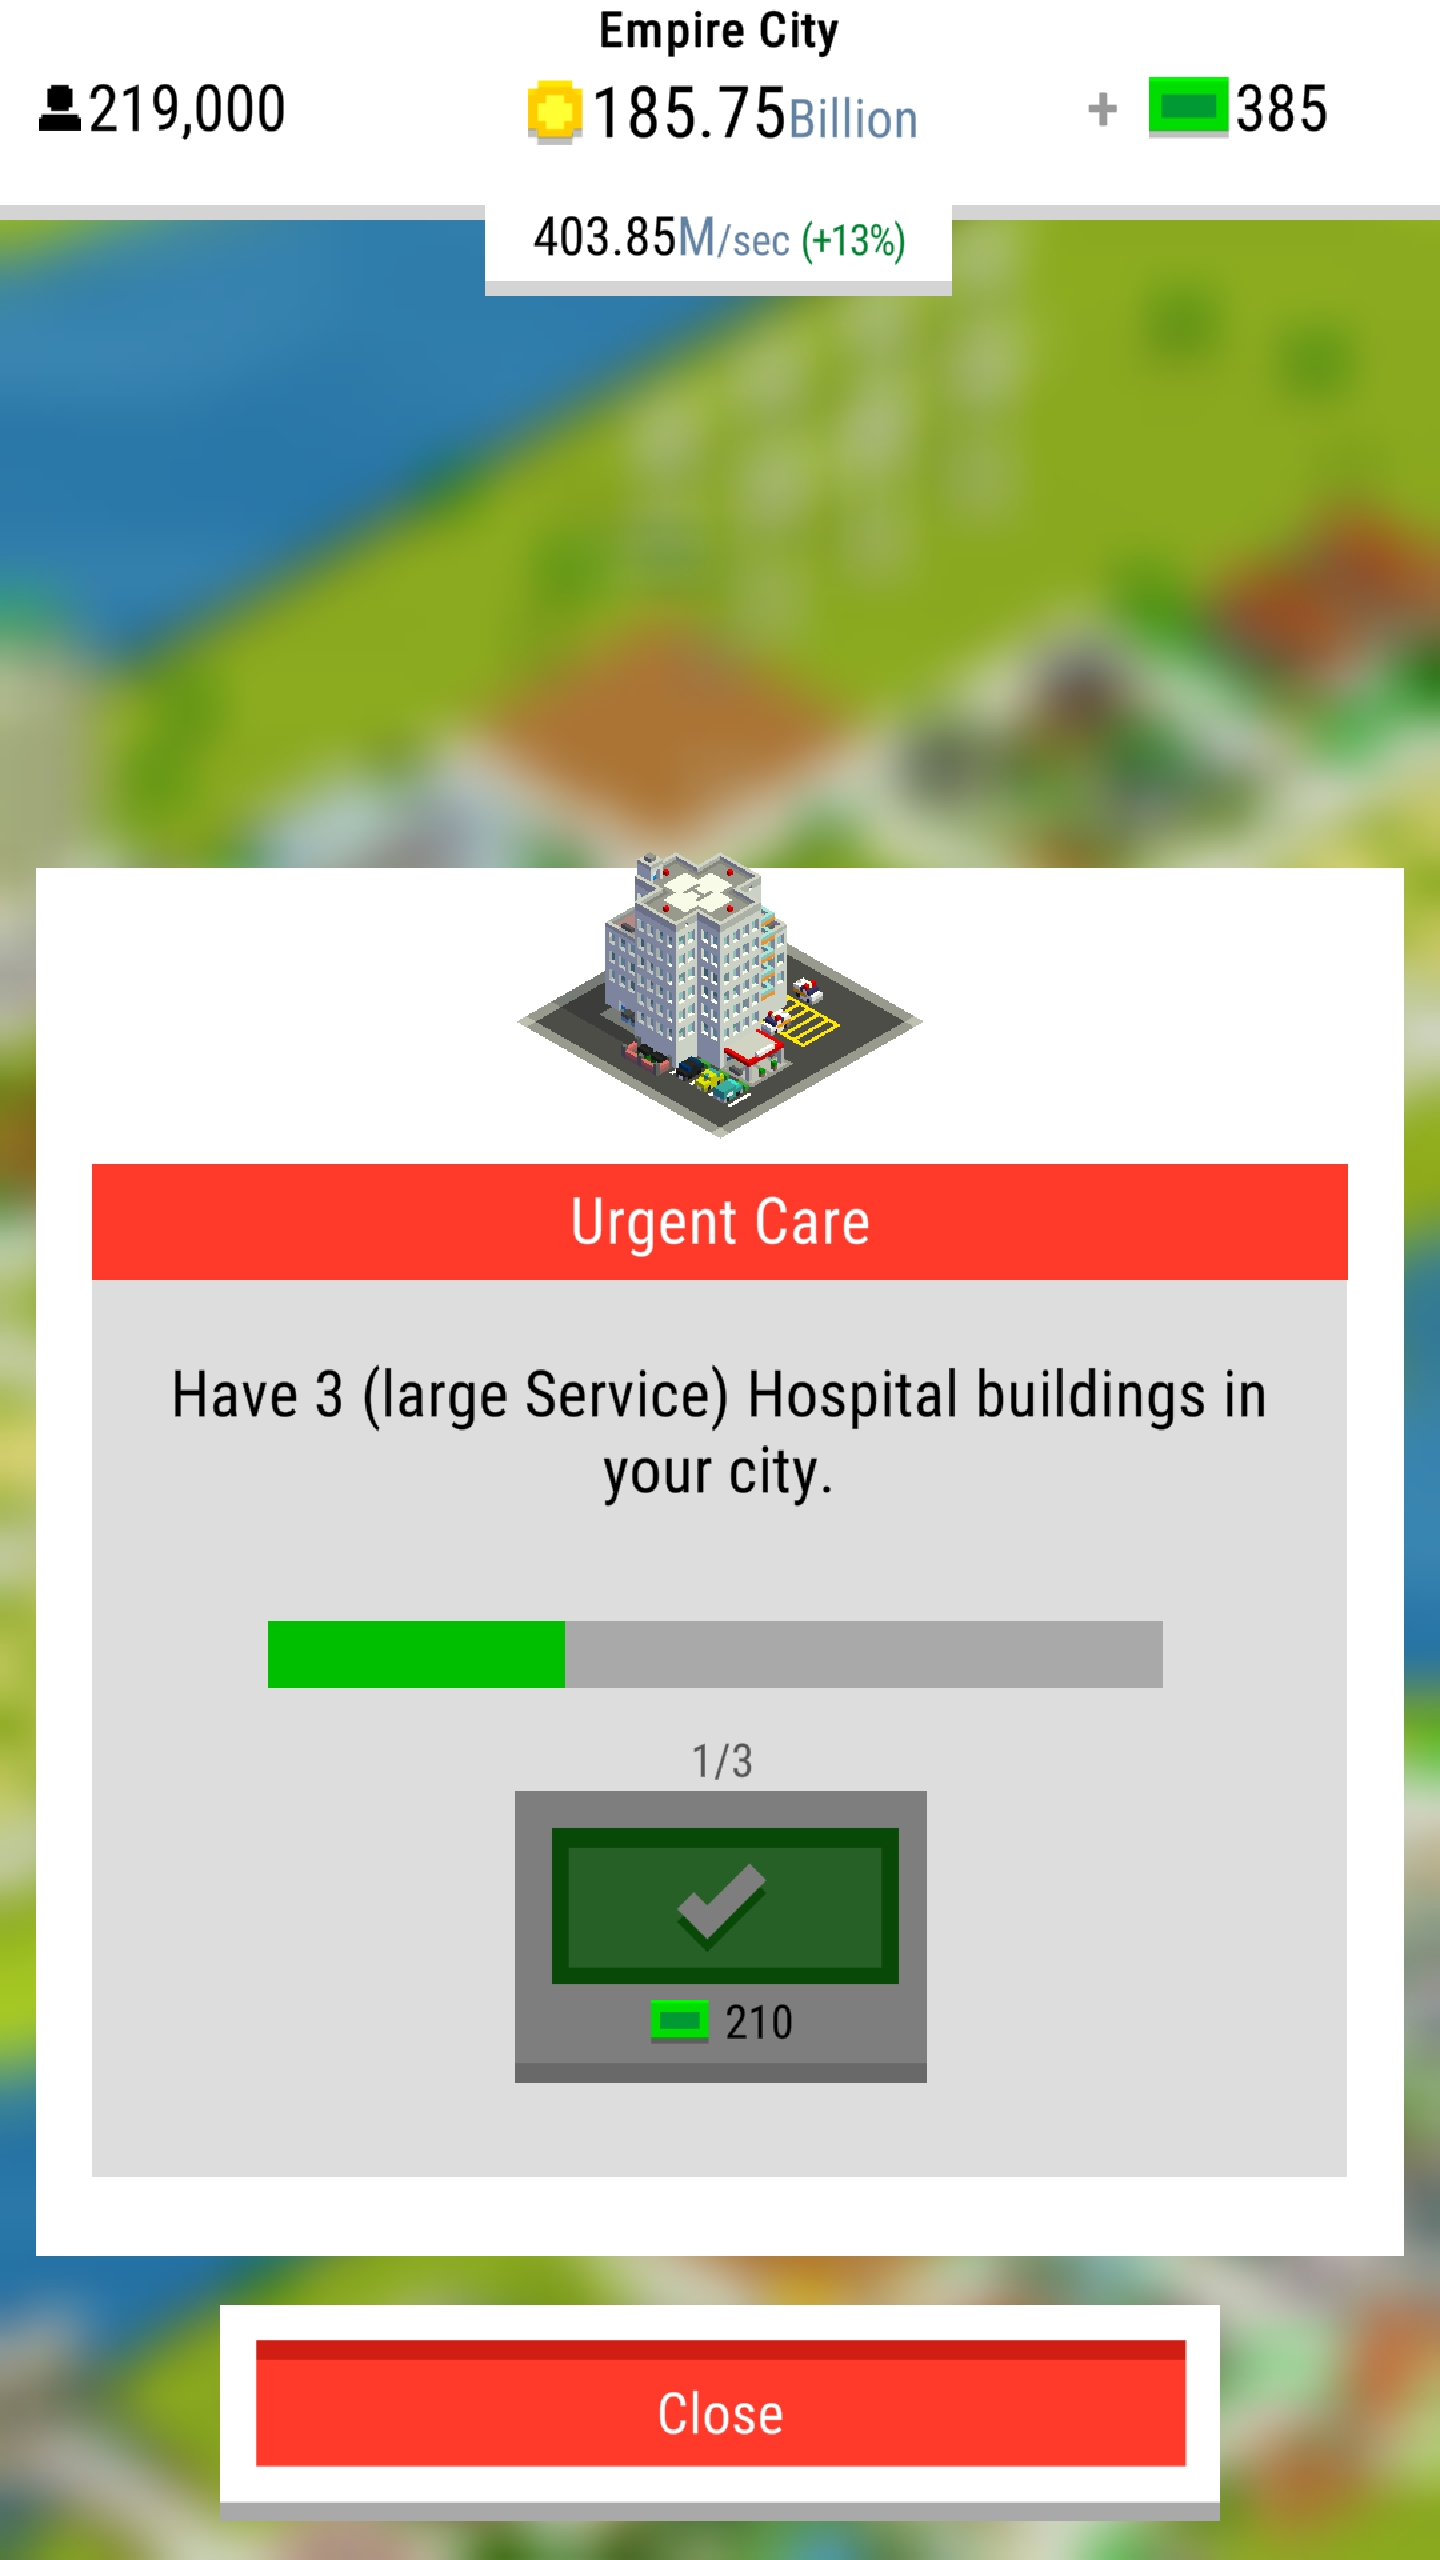 Empire City
219,000
185.75Billion
+ 385
403.85M/sec (+13%)
Urgent Care
Have 3 (large Service) Hospital buildings in
your city.
1/3
210
Close